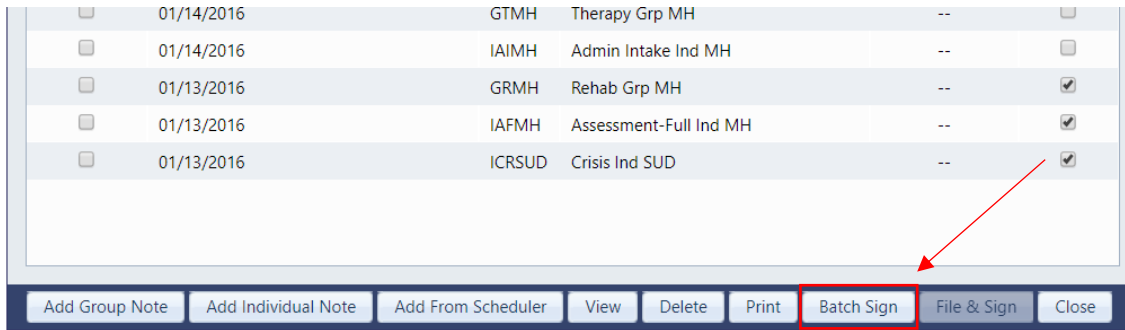 01/14/2016 GTMH Therapy Grp MH --
01/14/2016 IAIMH Admin Intake Ind MH --
01/13/2016 GRMH Rehab Grp MH --
01/13/2016 IAFMH Assessment-Full Ind MH --
01/13/2016 ICRSUD Crisis Ind SUD --
Add Group Note Add Individual Note Add From Scheduler View Delete Print Batch Sign File & Sign Close